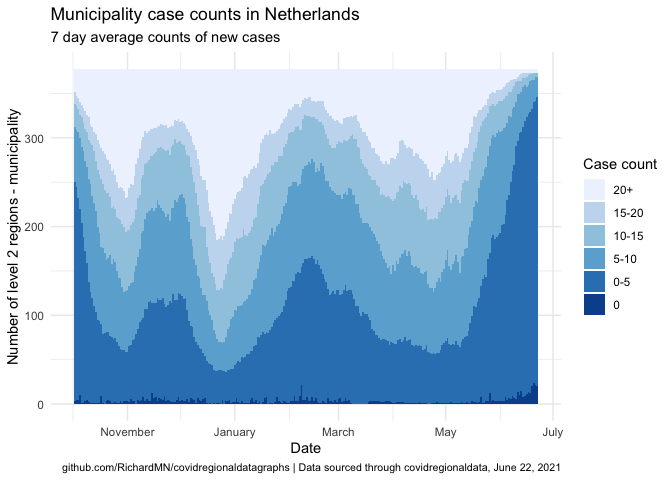 Municipality case counts in Netherlands
7 day average counts of new cases
Number of level 2 regions - municipality
300
200
100
0
November
January
March
May
July
Date
Case count
20+
15-20
10-15
5-10
0-5
0
github.com/RichardMN/covidregionaldatagraphs | Data sourced through covidregionaldata, June 22, 2021